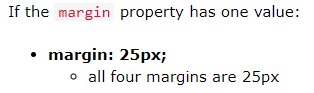 If the margin property has one value:
margin: 25px;
all four margins are 25px